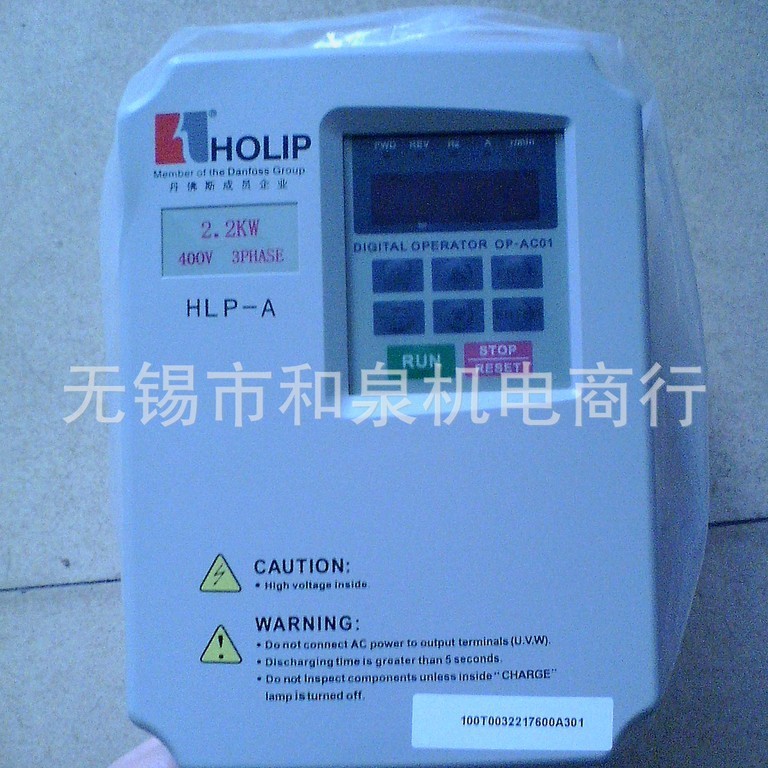 HOLIP
Member of the Danfoss Group
丹佛斯成员企业
2.2KW
400V 3PHASE
HLP-A
FWD REV Hz A r/min
DIGITAL OPERATOR OP-AC01
RUN
STOP
RESET
无锡市和泉机电商行
CAUTION:
• High voltage inside.
WARNING:
• Do not connect AC power to output terminals (U.V.W).
• Discharging time is greater than 5 seconds.
• Do not Inspect components unless inside "CHARGE"
lamp is turned off.
100T0032217600A301